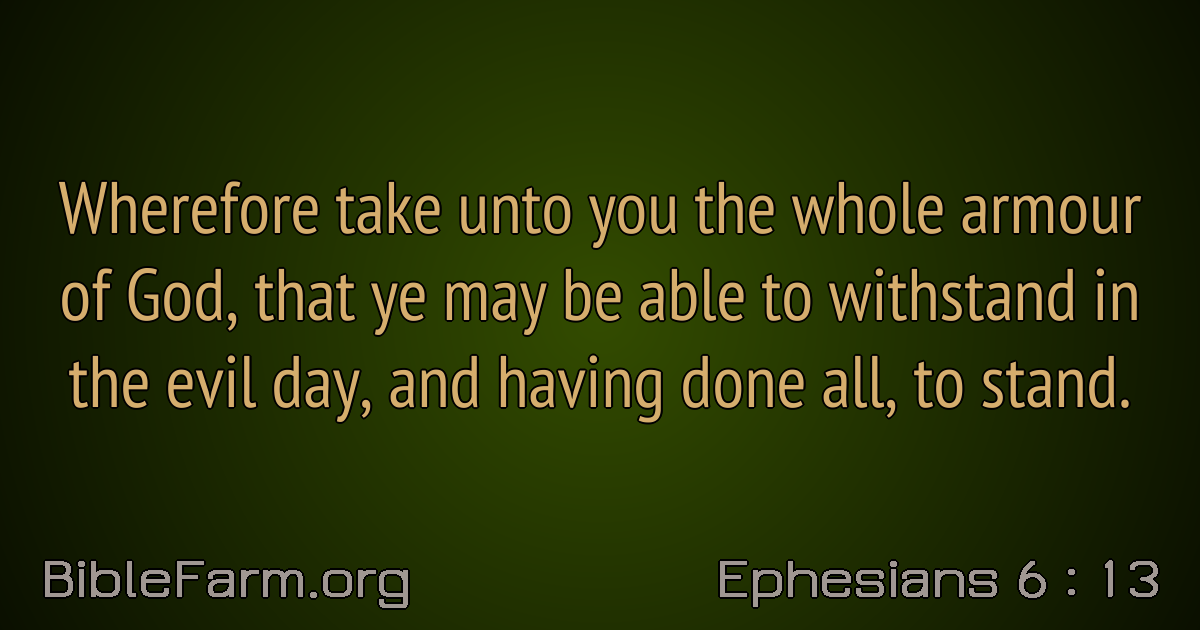 Wherefore take unto you the whole armour
of God, that ye may be able to withstand in
the evil day, and having done all, to stand.
BibleFarm.org
Ephesians 6 : 13